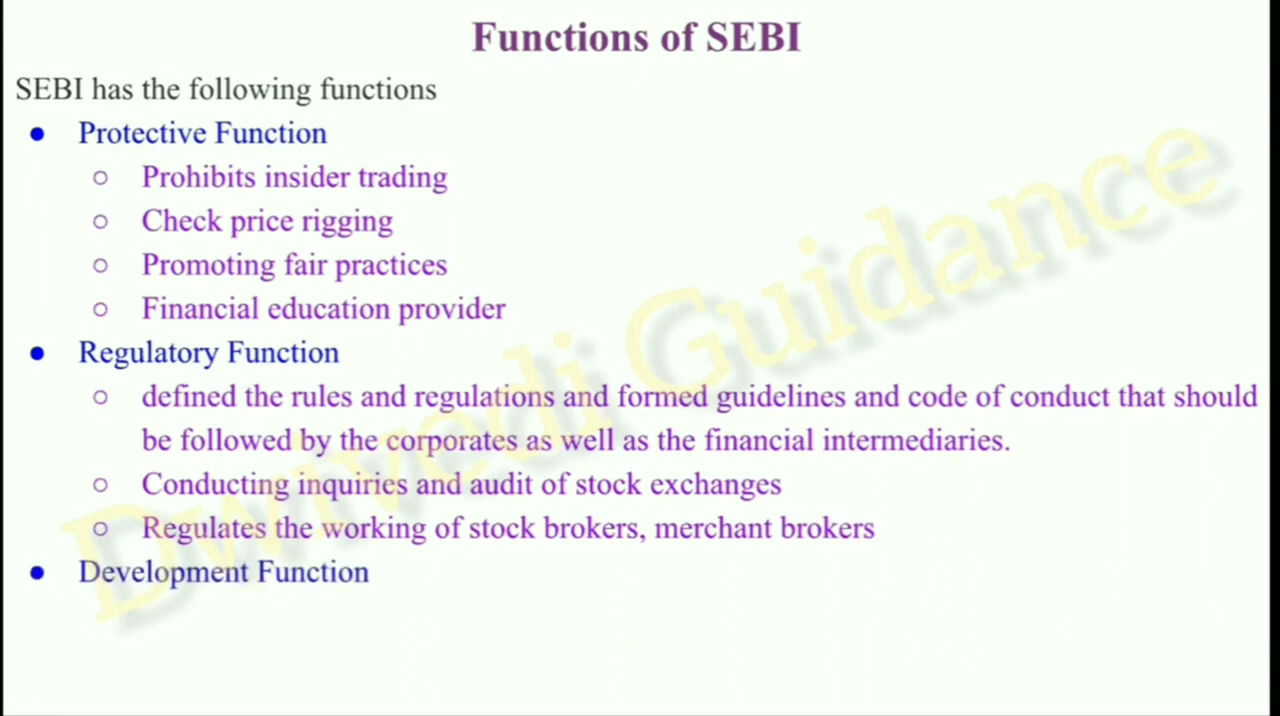 Functions of SEBI
SEBI has the following functions
● Protective Function
○ Prohibits insider trading
○ Check price rigging
○ Promoting fair practices
○ Financial education provider
● Regulatory Function
○ defined the rules and regulations and formed guidelines and code of conduct that should
be followed by the corporates as well as the financial intermediaries.
○ Conducting inquiries and audit of stock exchanges
○ Regulates the working of stock brokers, merchant brokers
● Development Function
Dwivedi Guidance